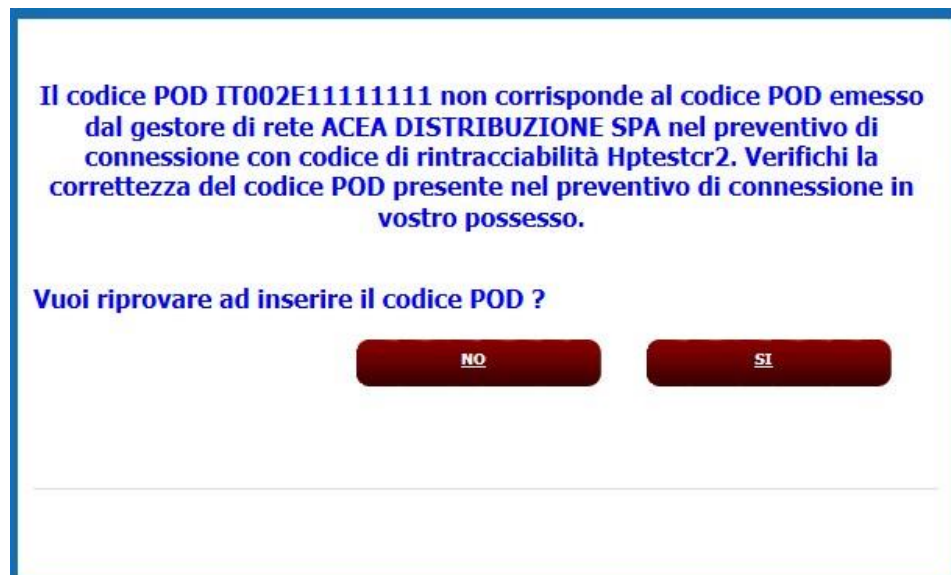 Il codice POD IT002E11111111 non corrisponde al codice POD emesso
dal gestore di rete ACEA DISTRIBUZIONE SPA nel preventivo di
connessione con codice di rintracciabilità Hptestcr2. Verifichi la
correttezza del codice POD presente nel preventivo di connessione in
vostro possesso.
Vuoi riprovare ad inserire il codice POD ?
NO SI